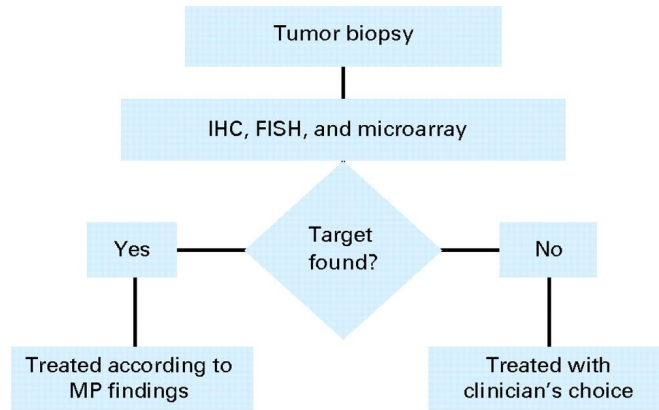 Tumor biopsy
IHC, FISH, and microarray
Target
found?
Yes
No
Treated according to
MP findings
Treated with
clinician's choice